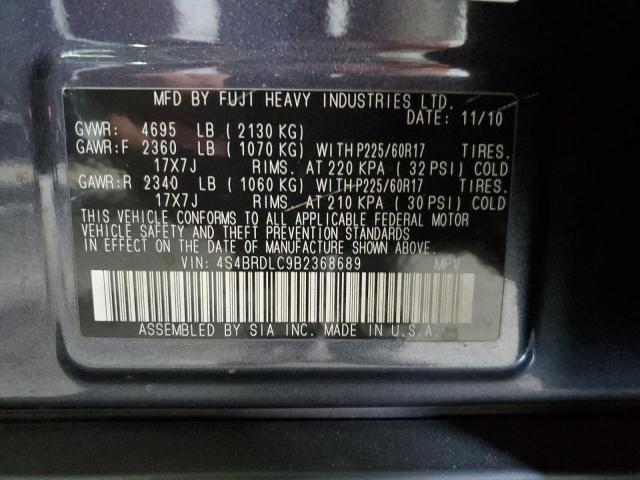 MFD BY FUJI HEAVY INDUSTRIES LTD.
DATE: 11/10
GVWR: 4695 LB ( 2130 KG)
GAWR:F 2360 LB ( 1070 KG) WITHP225/60R17 TIRES.
17X7J RIMS. AT 220 KPA ( 32 PSI) COLD
GAWR:R 2340 LB ( 1060 KG) WITHP225/60R17 TIRES.
17X7J RIMS. AT 210 KPA ( 30 PSI) COLD
THIS VEHICLE CONFORMS TO ALL APPLICABLE FEDERAL MOTOR
VEHICLE SAFETY AND THEFT PREVENTION STANDARDS
IN EFFECT ON THE DATE OF MANUFACTURE SHOWN ABOVE.
VIN: 4S4BRDLC9B2368689 MPV
ASSEMBLED BY SIA INC. MADE IN U.S.A.